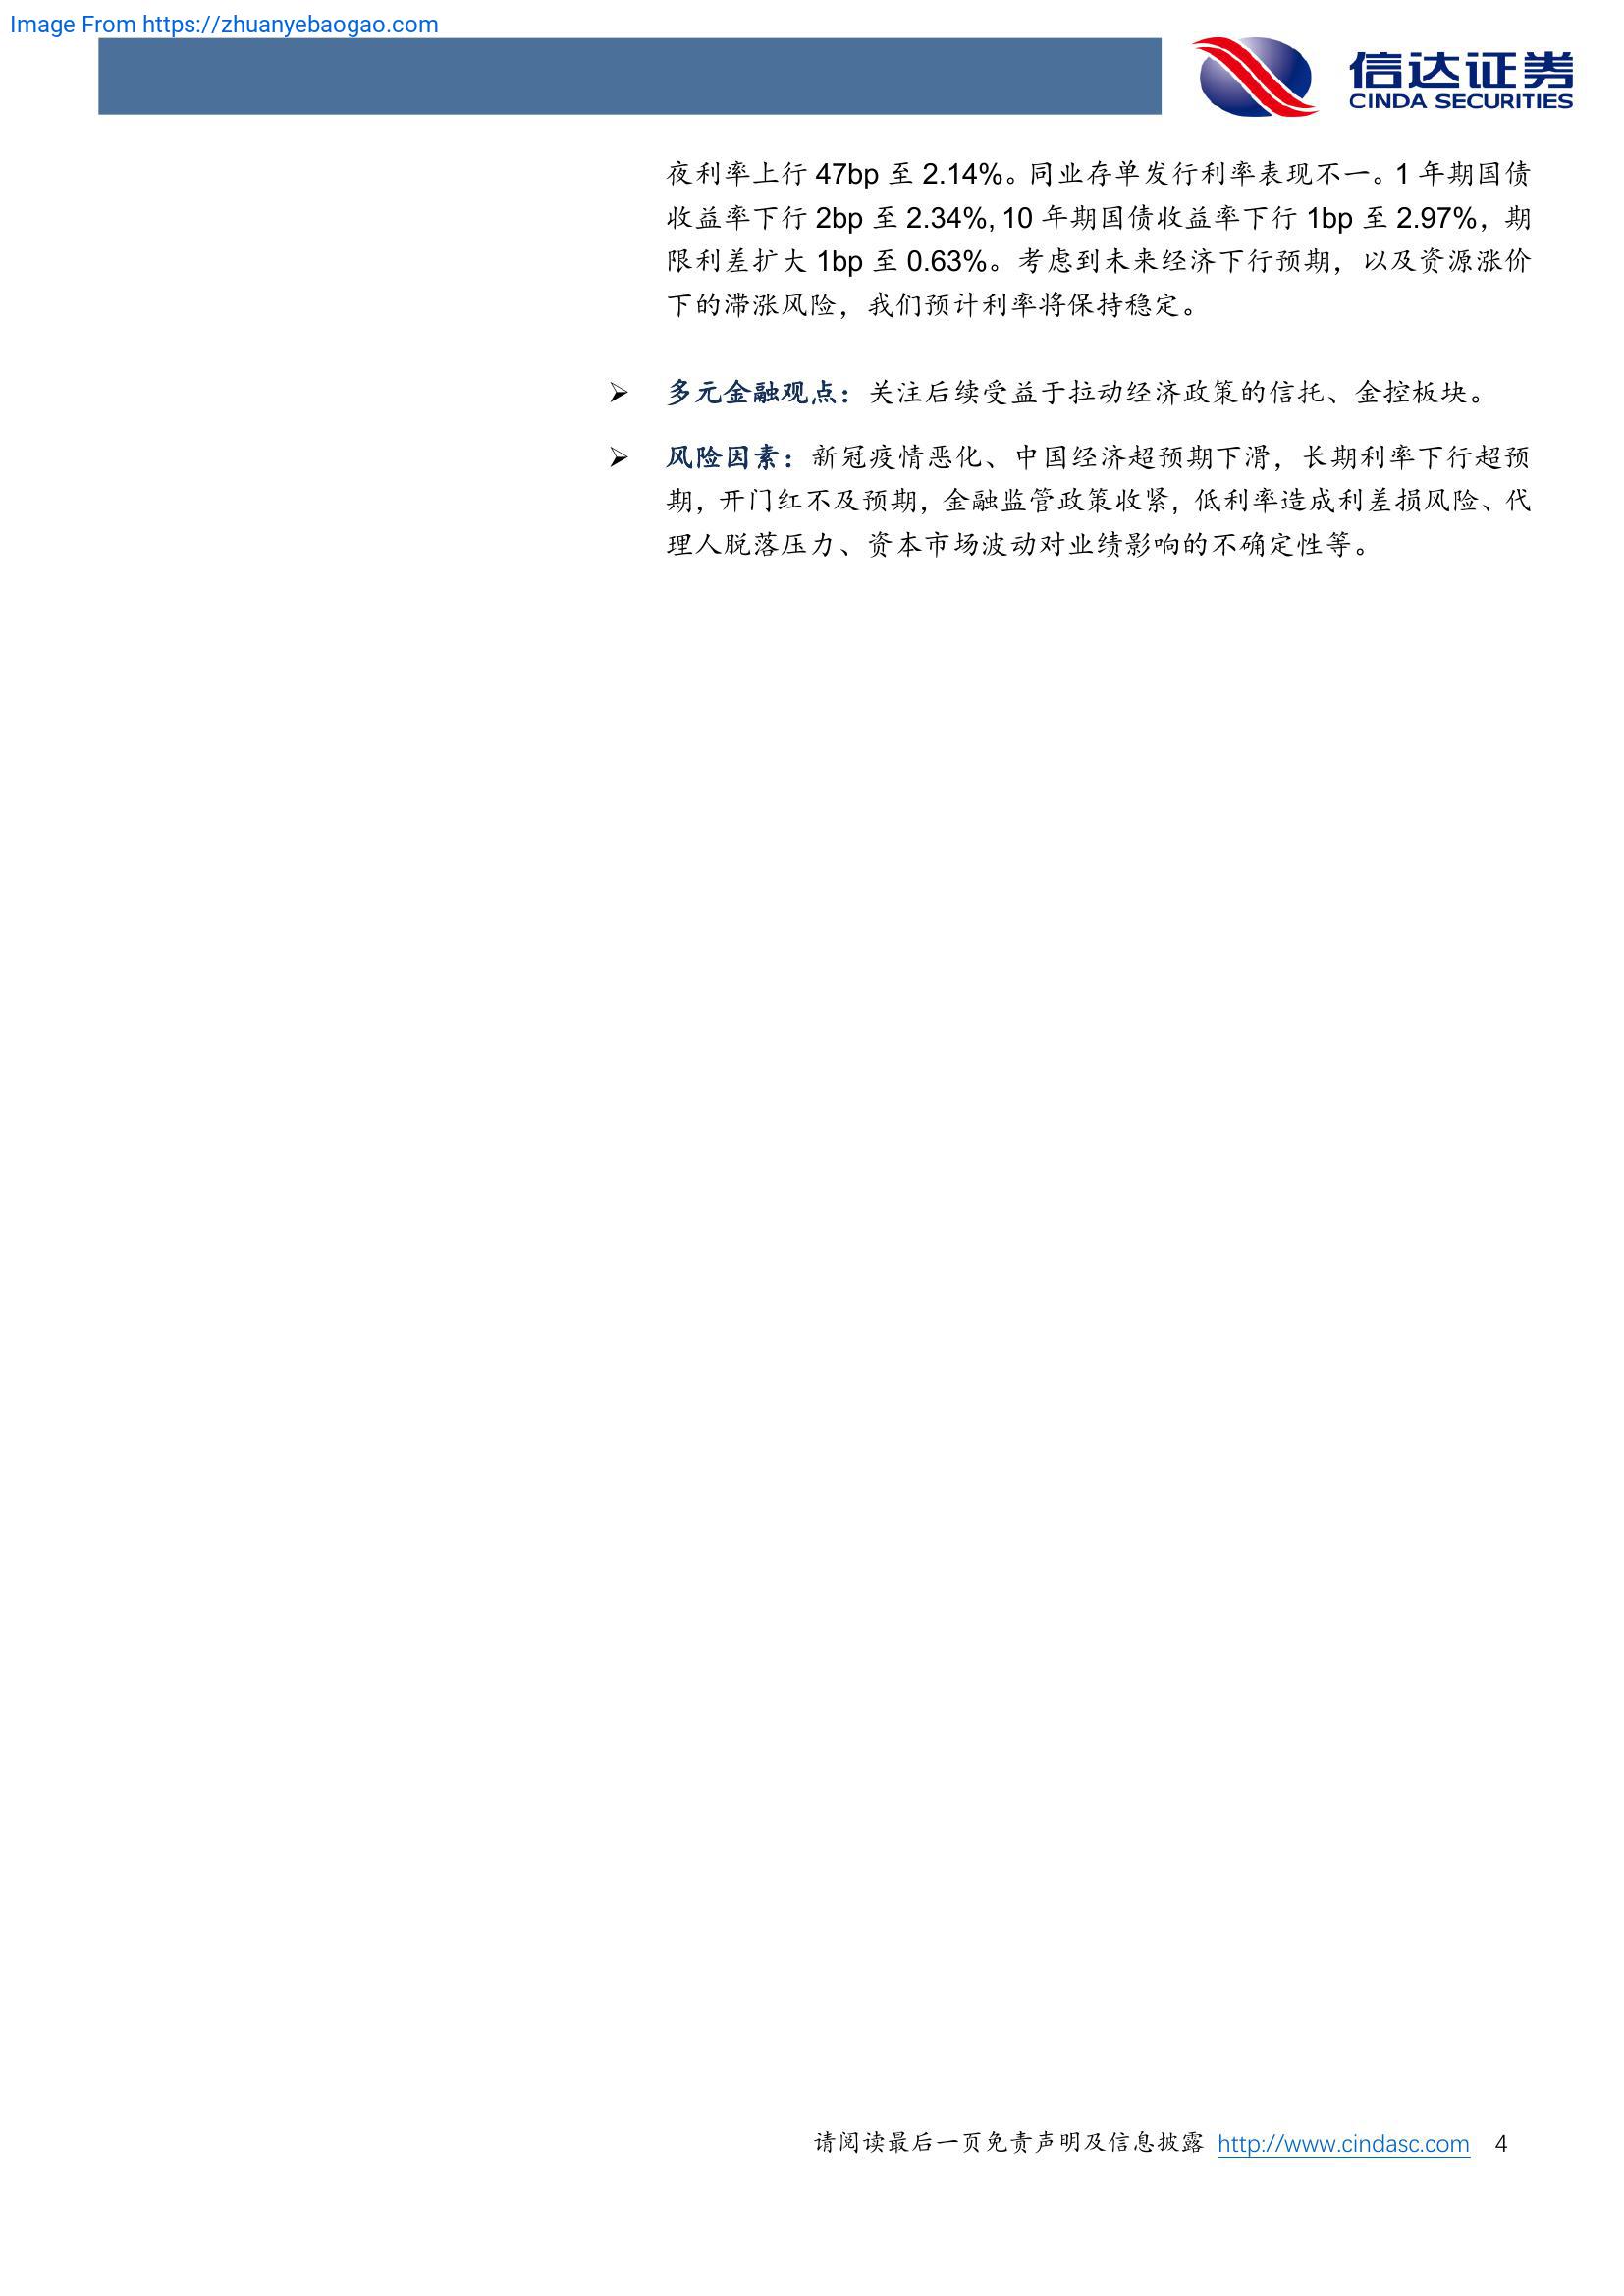 Image From https://zhuanyebaogao.com
信达证券
CINDA SECURITIES
夜利率上行 47bp 至 2.14%。同业存单发行利率表现不一。1 年期国债
收益率下行 2bp 至 2.34%, 10 年期国债收益率下行 1bp 至 2.97%，期
限利差扩大 1bp 至 0.63%。考虑到未来经济下行预期，以及资源涨价
下的滞涨风险，我们预计利率将保持稳定。
➢ 多元金融观点：关注后续受益于拉动经济政策的信托、金控板块。
➢ 风险因素：新冠疫情恶化、中国经济超预期下滑，长期利率下行超预
期，开门红不及预期，金融监管政策收紧，低利率造成利差损风险、代
理人脱落压力、资本市场波动对业绩影响的不确定性等。
请阅读最后一页免责声明及信息披露 http://www.cindasc.com 4